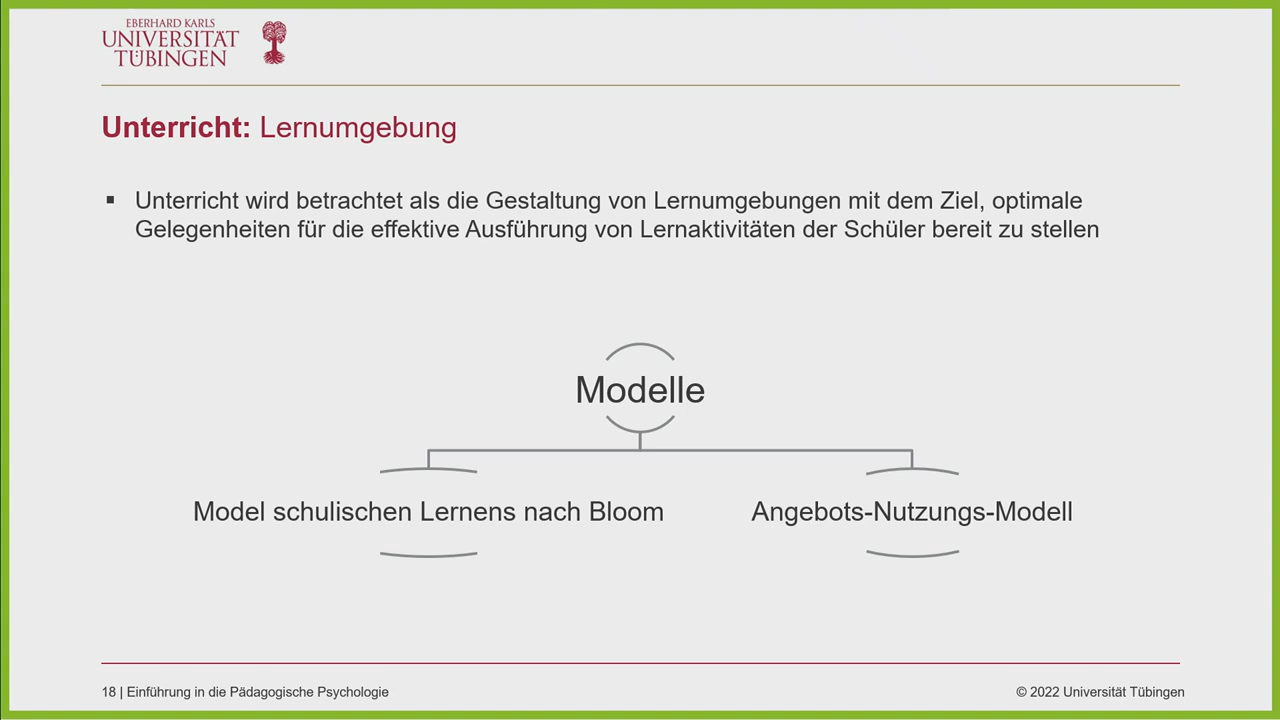 EBERHARD KARLS
UNIVERSITÄT
TÜBINGEN
Unterricht: Lernumgebung
▪ Unterricht wird betrachtet als die Gestaltung von Lernumgebungen mit dem Ziel, optimale
Gelegenheiten für die effektive Ausführung von Lernaktivitäten der Schüler bereit zu stellen
Modelle
Model schulischen Lernens nach Bloom
Angebots-Nutzungs-Modell
18 | Einführung in die Pädagogische Psychologie
© 2022 Universität Tübingen